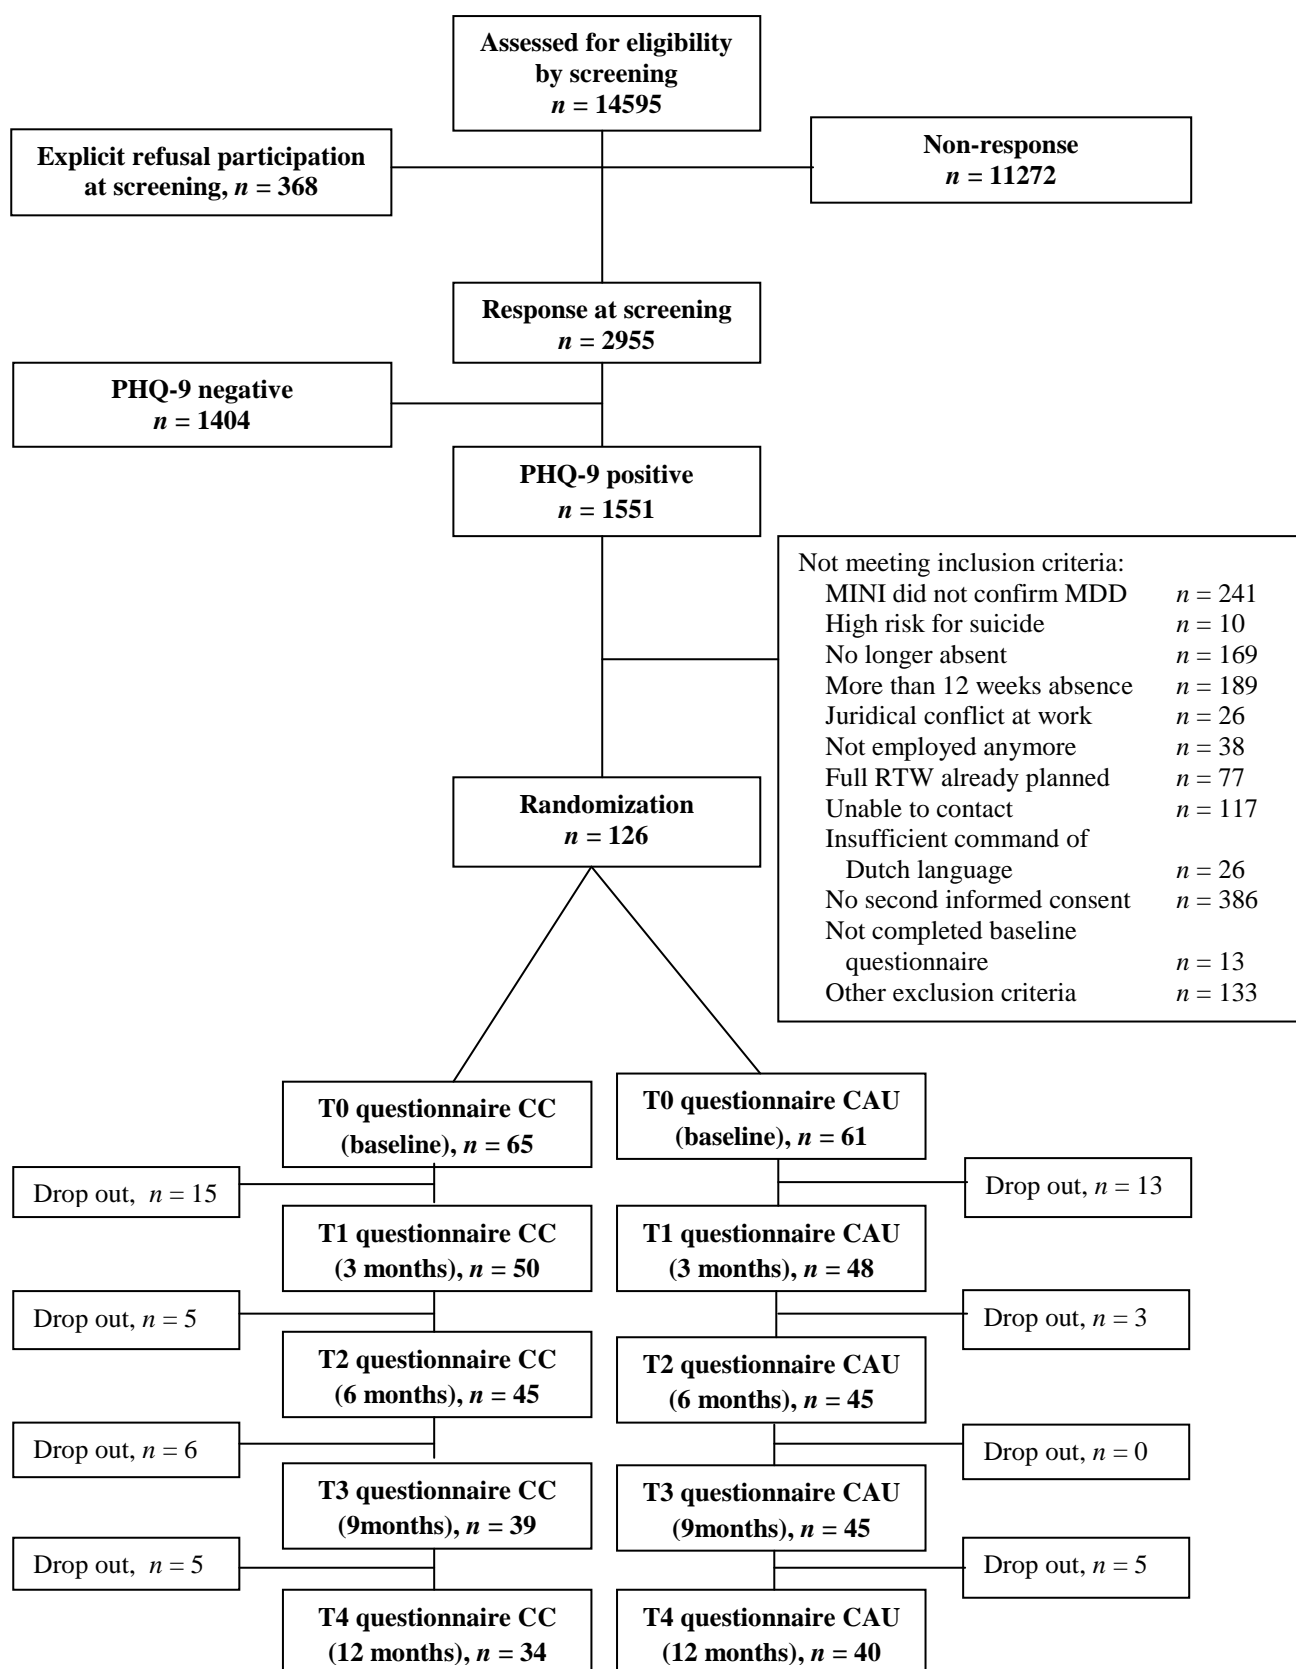 Assessed for eligibility
by screening
n = 14595
Explicit refusal participation
at screening, n = 368
Non-response
n = 11272
Response at screening
n = 2955
PHQ-9 negative
n = 1404
PHQ-9 positive
n = 1551
Not meeting inclusion criteria:
MINI did not confirm MDD n = 241
High risk for suicide n = 10
No longer absent n = 169
More than 12 weeks absence n = 189
Juridical conflict at work n = 26
Not employed anymore n = 38
Full RTW already planned n = 77
Unable to contact n = 117
Insufficient command of
Dutch language n = 26
No second informed consent n = 386
Not completed baseline
questionnaire n = 13
Other exclusion criteria n = 133
Randomization
n = 126
T0 questionnaire CC
(baseline), n = 65
T0 questionnaire CAU
(baseline), n = 61
Drop out, n = 15
Drop out, n = 13
T1 questionnaire CC
(3 months), n = 50
T1 questionnaire CAU
(3 months), n = 48
Drop out, n = 5
Drop out, n = 3
T2 questionnaire CC
(6 months), n = 45
T2 questionnaire CAU
(6 months), n = 45
Drop out, n = 6
Drop out, n = 0
T3 questionnaire CC
(9months), n = 39
T3 questionnaire CAU
(9months), n = 45
Drop out, n = 5
Drop out, n = 5
T4 questionnaire CC
(12 months), n = 34
T4 questionnaire CAU
(12 months), n = 40